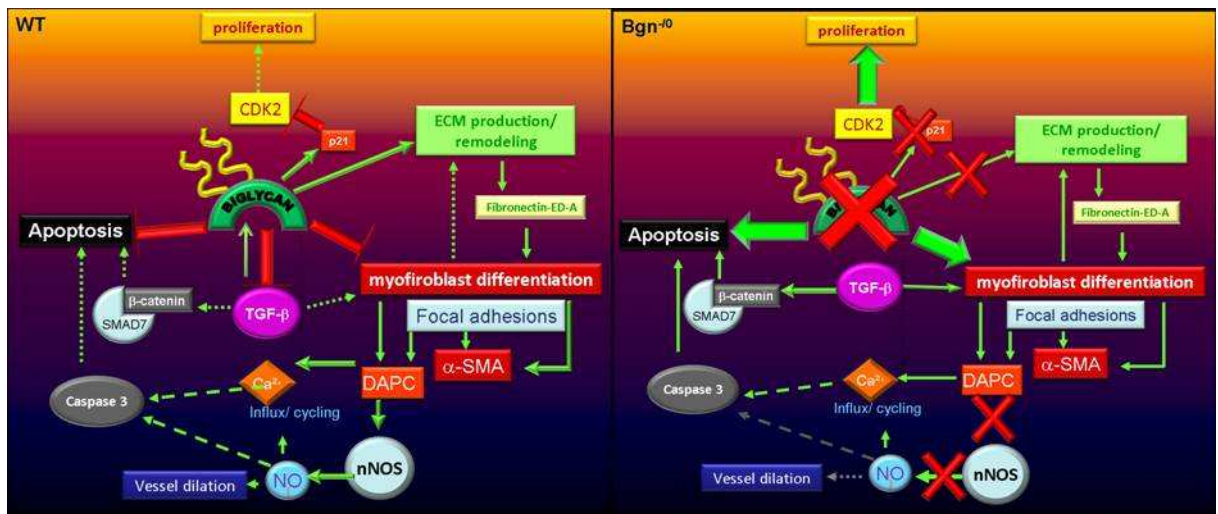 WT
proliferation
CDK2
p21
ECM production/
remodeling
BIGLYCAN
Fibronectin-ED-A
Apoptosis
myofiroblast differentiation
β-catenin
SMAD7
TGF-β
Focal adhesions
α-SMA
DAPC
Ca²⁺
Caspase 3
Influx/ cycling
nNOS
NO
Vessel dilation
Bgn⁻/⁰
proliferation
CDK2
p21
ECM production/
remodeling
Fibronectin-ED-A
Apoptosis
myofiroblast differentiation
β-catenin
SMAD7
TGF-β
Focal adhesions
α-SMA
DAPC
Ca²⁺
Caspase 3
Influx/ cycling
nNOS
NO
Vessel dilation